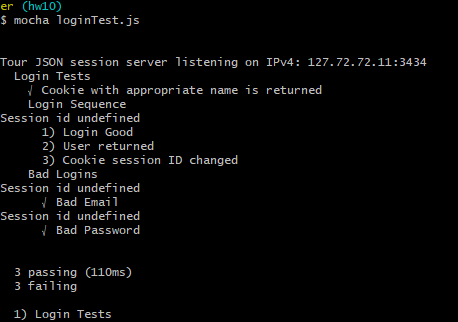 er (hw10)
$ mocha loginTest.js
Tour JSON session server listening on IPv4: 127.72.72.11:3434
Login Tests
√ Cookie with appropriate name is returned
Login Sequence
Session id undefined
1) Login Good
2) User returned
3) Cookie session ID changed
Bad Logins
Session id undefined
√ Bad Email
Session id undefined
√ Bad Password
3 passing (110ms)
3 failing
1) Login Tests